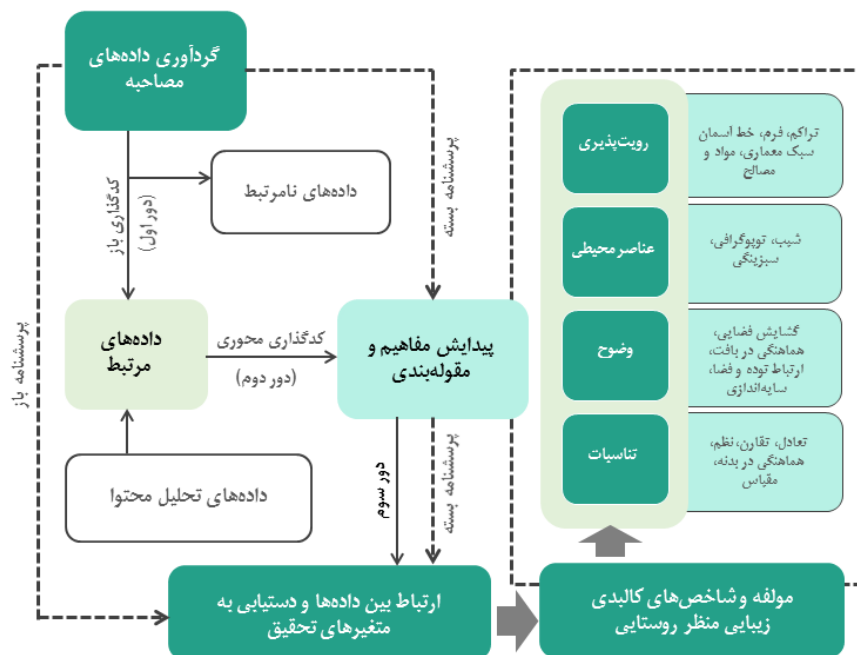 گردآوری داده‌های
مصاحبه
پرسشنامه باز
کدگذاری باز
(دور اول)
داده‌های نامرتبط
پرسشنامه بسته
داده‌های
مرتبط
کدگذاری محوری
(دور دوم)
پیدایش مفاهیم و
مقوله‌بندی
داده‌های تحلیل محتوا
دور سوم
پرسشنامه بسته
ارتباط بین داده‌ها و دستیابی به
متغیرهای تحقیق
مولفه و شاخص‌های کالبدی
زیبایی منظر روستایی
رویت‌پذیری
تراکم، فرم، خط آسمان
سبک معماری، مواد و
مصالح
عناصر محیطی
شیب، توپوگرافی،
سبزینگی
وضوح
گشایش فضایی،
هماهنگی در بافت،
ارتباط توده و فضا،
سایه‌اندازی
تناسبات
تعادل، تقارن، نظم،
هماهنگی در بدنه،
مقیاس